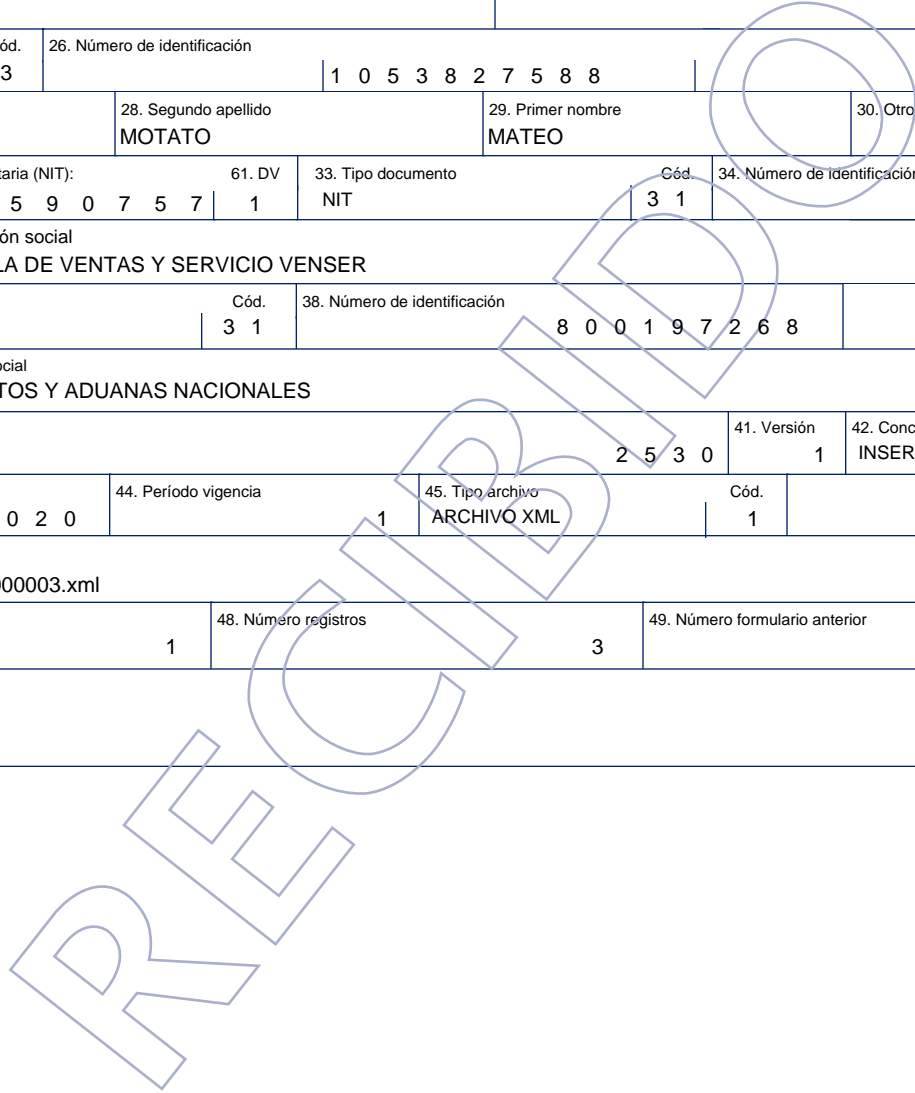 ód. 26. Número de identificación
3 1 0 5 3 8 2 7 5 8 8
28. Segundo apellido 29. Primer nombre 30. Otro
MOTATO MATEO
taria (NIT): 61. DV 33. Tipo documento Cód. 34. Número de identificación
5 9 0 7 5 7 1 NIT 3 1
ón social
LA DE VENTAS Y SERVICIO VENSER
Cód. 38. Número de identificación
3 1 8 0 0 1 9 7 2 6 8
ocial
TOS Y ADUANAS NACIONALES
41. Versión 42. Conc
2 5 3 0 1 INSER
44. Período vigencia 45. Tipo archivo Cód.
0 2 0 1 ARCHIVO XML 1
000003.xml
48. Número registros 49. Número formulario anterior
1 3
RECIBIDO